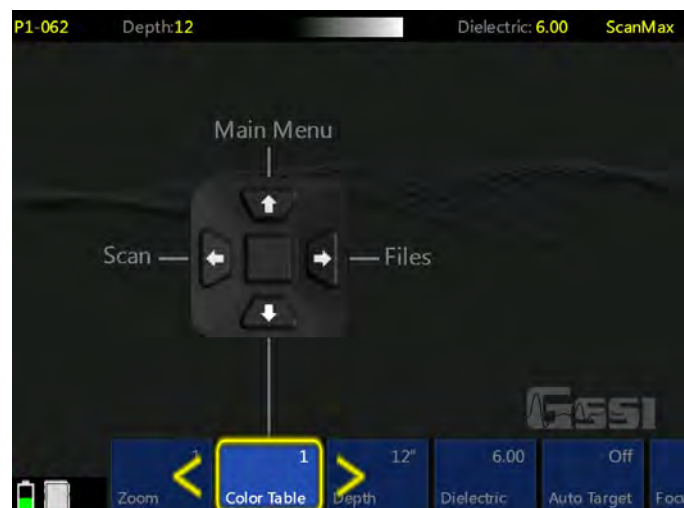 P1-062 Depth:12 Dielectric: 6.00 ScanMax
Main Menu
Scan Files
GSSI
1 1 12" 6.00 Off
Zoom Color Table Depth Dielectric Auto Target Focu